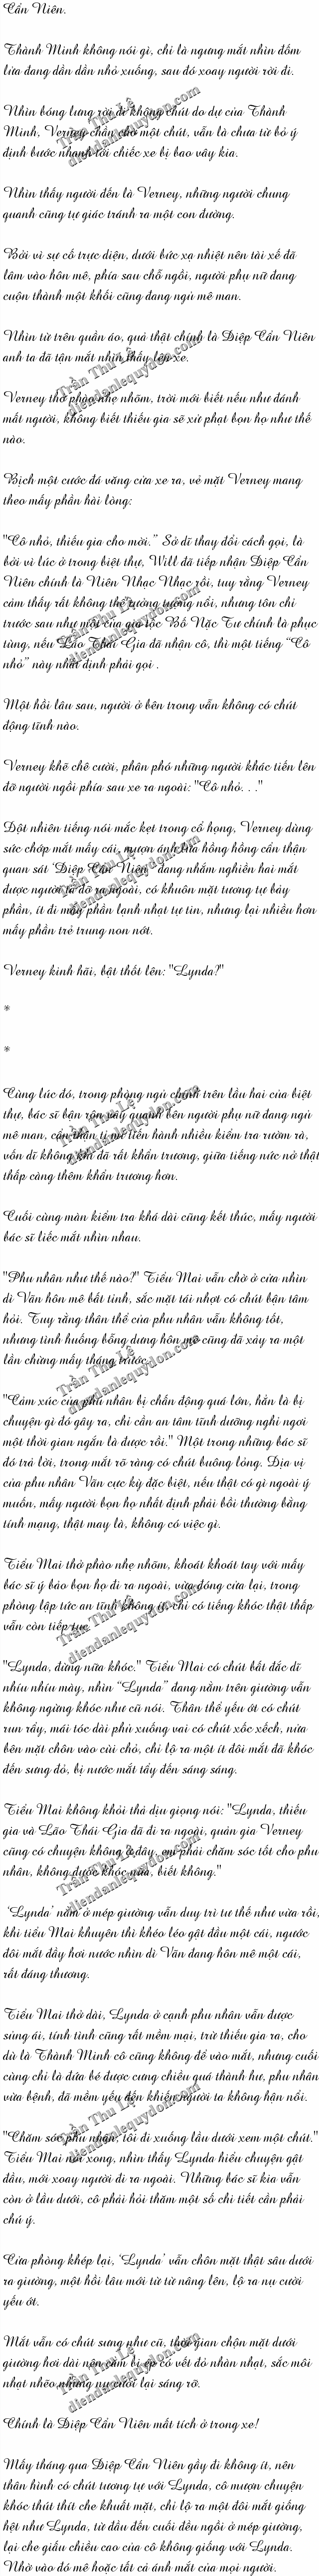 Cẩn Niên.
Thành Minh không nói gì, chỉ là ngưng mắt nhìn đốm
lửa đang dần dần nhỏ xuống, sau đó xoay người rời đi.
Nhìn bóng lưng rời đi không chút do dự của Thành
Minh, Verney chần chờ một chút, vẫn là chưa từ bỏ ý
định bước nhanh tới chiếc xe bị bao vây kia.
Nhìn thấy người đến là Verney, những người chung
quanh cũng tự giác tránh ra một con đường.
Bởi vì sự cố trực diện, dưới bức xạ nhiệt nên tài xế đã
lâm vào hôn mê, phía sau chỗ ngồi, người phụ nữ đang
cuộn thành một khối cũng đang ngủ mê man.
Nhìn từ trên quần áo, quả thật chính là Diệp Cẩn Niên
anh ta đã tận mắt nhìn thấy lên xe.
Verney thở phào nhẹ nhõm, trời mới biết nếu như đánh
mất người, không biết thiếu gia sẽ xử phạt bọn họ như thế
nào.
Bịch một cước đá văng cửa xe ra, vẻ mặt Verney mang
theo mấy phần hài lòng:
"Cô nhỏ, thiếu gia cho mời." Sở dĩ thay đổi cách gọi, là
bởi vì lúc ở trong biệt thự, Will đã tiếp nhận Diệp Cẩn
Niên chính là Niên Nhạc Nhạc rồi, tuy rằng Verney
cảm thấy rất không thể tưởng tượng nổi, nhưng tôn chỉ
trước sau như một của gia tộc Bố Nặc Tư chính là phục
tùng, nếu Lão Thái Gia đã nhận cô, thì một tiếng "Cô
nhỏ" này nhất định phải gọi .
Một hồi lâu sau, người ở bên trong vẫn không có chút
động tĩnh nào.
Verney khẽ chê cười, phân phó những người khác tiến lên
đỡ người ngồi phía sau xe ra ngoài: "Cô nhỏ. . ."
Đột nhiên tiếng nói mắc kẹt trong cổ họng, Verney dùng
sức chớp mắt mấy cái, mượn ánh lửa hồng hồng cẩn thận
quan sát 'Diệp Cẩn Niên' đang nhắm nghiền hai mắt
được người ta đỡ ra ngoài, có khuôn mặt tương tự bảy
phần, ít đi mấy phần lạnh nhạt tự tin, nhưng lại nhiều hơn
mấy phần trẻ trung non nớt.
Verney kinh hãi, bật thốt lên: "Lynda?"
*
*
Cùng lúc đó, trong phòng ngủ chính trên lầu hai của biệt
thự, bác sĩ bận rộn vây quanh bên người phụ nữ đang ngủ
mê man, cẩn thận tỉ mỉ tiến hành nhiều kiểm tra rườm rà,
vốn dĩ không khí đã rất khẩn trương, giữa tiếng nức nở thật
thấp càng thêm khẩn trương hơn.
Cuối cùng màn kiểm tra khá dài cũng kết thúc, mấy người
bác sĩ liếc mắt nhìn nhau.
"Phu nhân như thế nào?" Tiểu Mai vẫn chờ ở cửa nhìn
dì Vân hôn mê bất tỉnh, sắc mặt tái nhợt có chút bận tâm
hỏi. Tuy rằng thân thể của phu nhân vẫn không tốt,
nhưng tình huống bỗng dưng hôn mê cũng đã xảy ra một
lần chừng mấy tháng trước.
"Cảm xúc của phu nhân bị chấn động quá lớn, hẳn là bị
chuyện gì đó gây ra, chỉ cần an tâm tĩnh dưỡng nghỉ ngơi
một thời gian ngắn là được rồi." Một trong những bác sĩ
đó trả lời, trong mắt rõ ràng có chút buông lỏng. Địa vị
của phu nhân Vân cực kỳ đặc biệt, nếu thật có gì ngoài ý
muốn, mấy người bọn họ nhất định phải bồi thường bằng
tính mạng, thật may là, không có việc gì.
Tiểu Mai thở phào nhẹ nhõm, khoát khoát tay với mấy
bác sĩ ý bảo bọn họ đi ra ngoài, vừa đóng cửa lại, trong
phòng lập tức an tĩnh không ít, chỉ có tiếng khóc thật thấp
vẫn còn tiếp tục.
"Lynda, đừng nữa khóc." Tiểu Mai có chút bất đắc dĩ
nhíu nhíu mày, nhìn "Lynda" đang nằm trên giường vẫn
không ngừng khóc như cũ nói. Thân thể yếu ớt có chút
run rẩy, mái tóc dài phủ xuống vai có chút xốc xếch, nửa
bên mặt chôn vào cùi chỏ, chỉ lộ ra một ít đôi mắt đã khóc
đến sưng đỏ, bị nước mắt tẩy đến sáng sáng.
Tiểu Mai không khỏi thả dịu giọng nói: "Lynda, thiếu
gia và Lão Thái Gia đã đi ra ngoài, quản gia Verney
cũng có chuyện không ở đây, em phải chăm sóc tốt cho phu
nhân, không được khóc nữa, biết không."
'Lynda' nằm ở mép giường vẫn duy trì tư thế như vừa rồi,
khi tiểu Mai khuyên thì khéo léo gật đầu một cái, ngước
đôi mắt đầy hơi nước nhìn dì Vân đang hôn mê một cái,
rất đáng thương.
Tiểu Mai thở dài, Lynda ở cạnh phu nhân vẫn được
sủng ái, tính tình cũng rất mềm mại, trừ thiếu gia ra, cho
dù là Thành Minh cô cũng không để vào mắt, nhưng cuối
cùng chỉ là đứa bé được cưng chiều quá thành hư, phu nhân
vừa bệnh, đã mềm yếu đến khiến người ta không hận nổi.
"Chăm sóc phu nhân, tôi đi xuống lầu dưới xem một chút."
Tiểu Mai nói xong, nhìn thấy Lynda hiểu chuyện gật
đầu, mới xoay người đi ra ngoài. Những bác sĩ kia vẫn
còn ở lầu dưới, cô phải hỏi thăm một số chi tiết cần phải
chú ý.
Cửa phòng khép lại, 'Lynda' vẫn chôn mặt thật sâu dưới
ra giường, một hồi lâu mới từ từ nâng lên, lộ ra nụ cười
yếu ớt.
Mắt vẫn có chút sưng như cũ, thời gian chôn mặt dưới
giường hơi dài nên cằm bị ép có vết đỏ nhàn nhạt, sắc môi
nhạt nhẽo nhưng nụ cười lại sáng rỡ.
Chính là Diệp Cẩn Niên mất tích ở trong xe!
Mấy tháng qua Diệp Cẩn Niên gầy đi không ít, nên
thân hình có chút tương tự với Lynda, cô mượn chuyện
khóc thút thít che khuất mặt, chỉ lộ ra một đôi mắt giống
hệt như Lynda, từ đầu đến cuối đều ngồi ở mép giường,
lại che giấu chiều cao của cô không giống với Lynda.
Nhờ vào đó mê hoặc tất cả ánh mắt của mọi người.